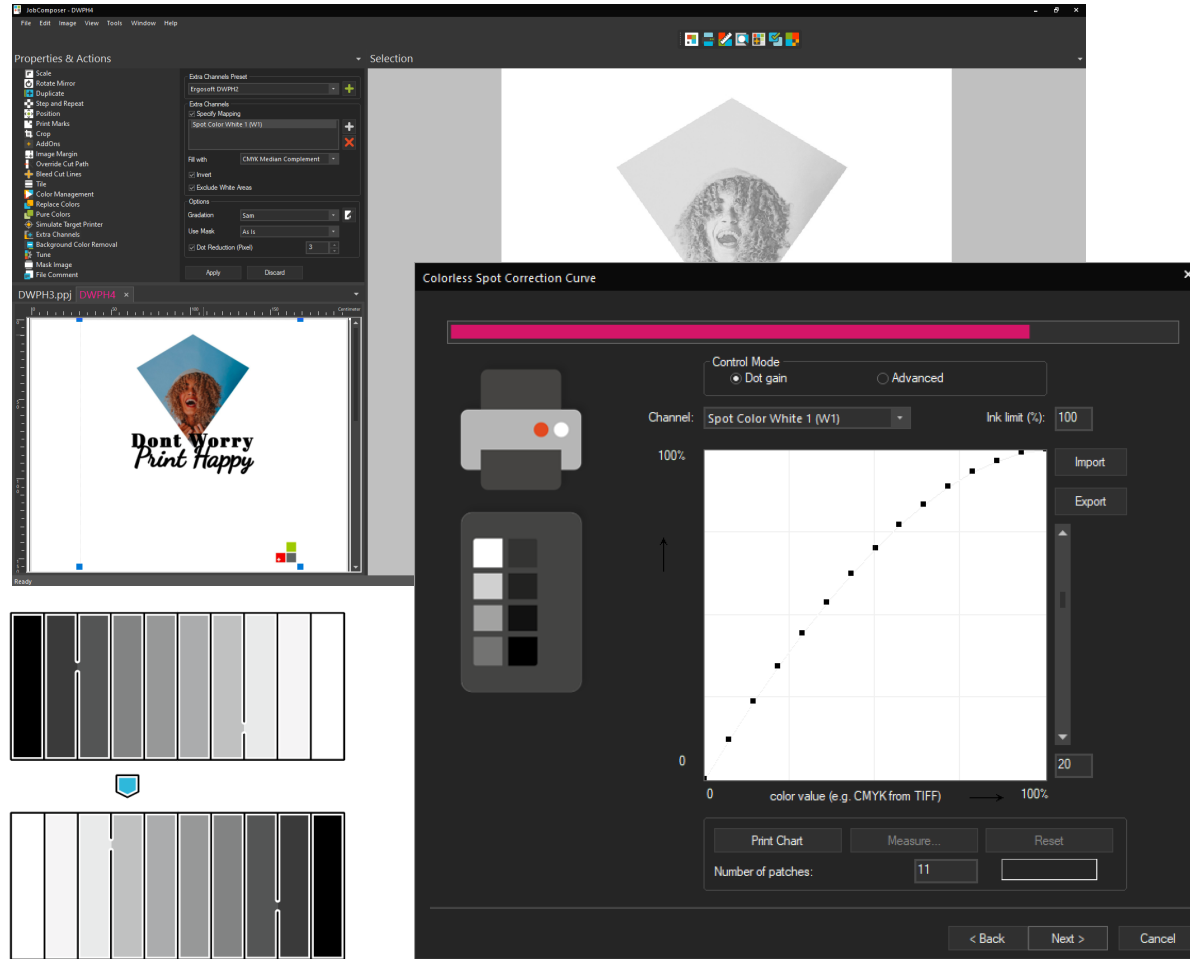 JobComposer - DWPH4
File Edit Image View Tools Window Help
Properties & Actions
Selection
Scale
Rotate Mirror
Duplicate
Step and Repeat
Position
Print Marks
Crop
AddOns
Image Margin
Override Cut Path
Bleed Cut Lines
Tile
Color Management
Replace Colors
Pure Colors
Simulate Target Printer
Extra Channels
Background Color Removal
Tune
Mask Image
File Comment
Extra Channels Preset
Ergosoft DWPH2
Extra Channels
Specify Mapping
Spot Color White 1 (W1)
Fill with CMYK Median Complement
Invert
Exclude White Areas
Options
Gradation Sam
Use Mask As Is
Dot Reduction (Pixel) 3
Apply Discard
DWPH3.ppj DWPH4 ×
Centimeter
Dont Worry
Print Happy
Ready
Colorless Spot Correction Curve
Control Mode
Dot gain Advanced
Channel: Spot Color White 1 (W1) Ink limit (%): 100
100%
Import
Export
0
20
0 color value (e.g. CMYK from TIFF) 100%
Print Chart Measure... Reset
Number of patches: 11
< Back Next > Cancel